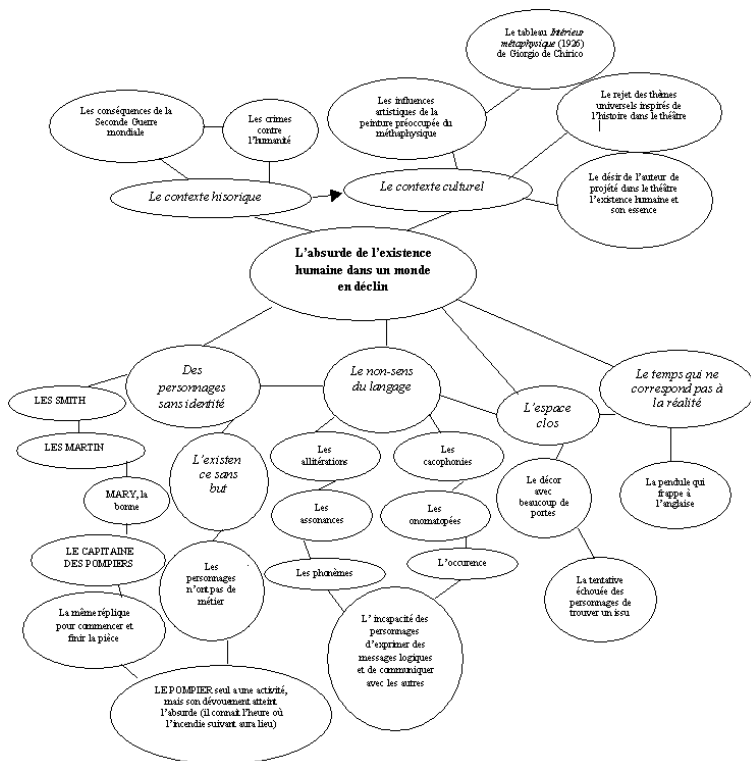 Le tableau Intérieur
métaphysique (1926)
de Giorgio de Chirico
Les conséquences de la
Seconde Guerre
mondiale
Les crimes
contre
l'humanité
Les influences
artistiques de la
peinture préoccupée du
méthaphysique
Le rejet des thèmes
universels inspirés de
l'histoire dans le théâtre
Le contexte hisorique
Le contexte culturel
Le désir de l'auteur de
projeté dans le théâtre
l'existence humaine et
son essence
L'absurde de l'existence
humaine dans un monde
en déclin
Des
personnages
sans identité
Le non-sens
du langage
L'espace
clos
Le temps qui ne
correspond pas à
la réalité
LES SMITH
LES MARTIN
MARY, la
bonne
LE CAPITAINE
DES POMPIERS
La même réplique
pour commencer et
finir la pièce
L'existen
ce sans
but
Les
personnages
n'ont pas de
métier
LE POMPIER seul a une activité,
mais son dévouement atteint
l'absurde (il connait l'heure où
l'incendie suivant aura lieu)
Les
allitérations
Les
assonances
Les phonèmes
Les
cacophonies
Les
onomatopées
L'occurence
L' incapacité des
personnages
d'exprimer des
messages logiques
et de communiquer
avec les autres
Le décor
avec
beaucoup de
portes
La tentative
échouée des
personnages de
trouver un issu
La pendule qui
frappe à
l'anglaise